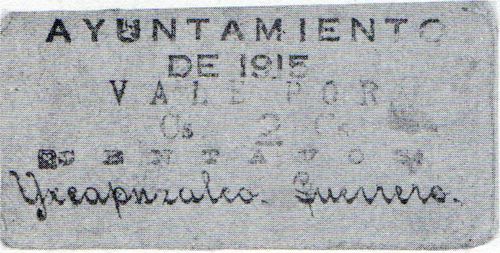 AYUNTAMIENTO
DE 1915
VALE POR
Cs 2 Cs
CENTAVOS
Yxcapuzalco. Guerrero.